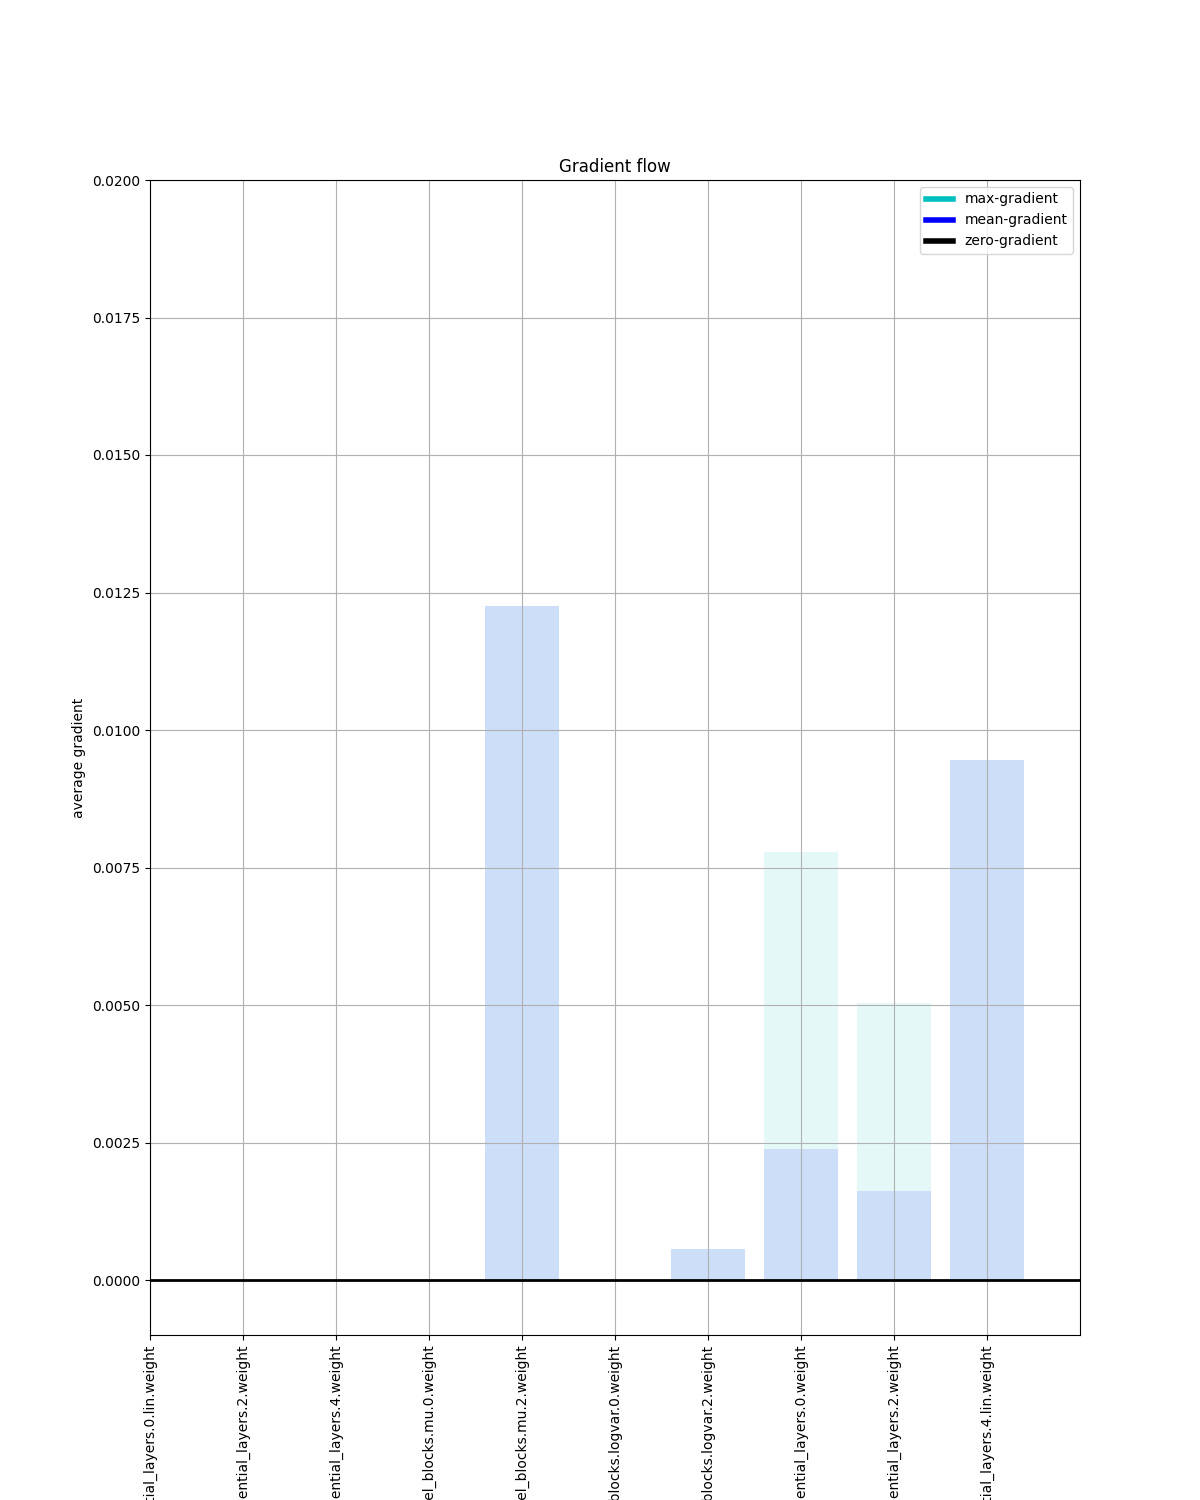 Gradient flow
max-gradient
mean-gradient
zero-gradient
average gradient
0.0200
0.0175
0.0150
0.0125
0.0100
0.0075
0.0050
0.0025
0.0000
tial_layers.0.lin.weight
ential_layers.2.weight
ential_layers.4.weight
el_blocks.mu.0.weight
el_blocks.mu.2.weight
blocks.logvar.0.weight
blocks.logvar.2.weight
ential_layers.0.weight
ential_layers.2.weight
tial_layers.4.lin.weight